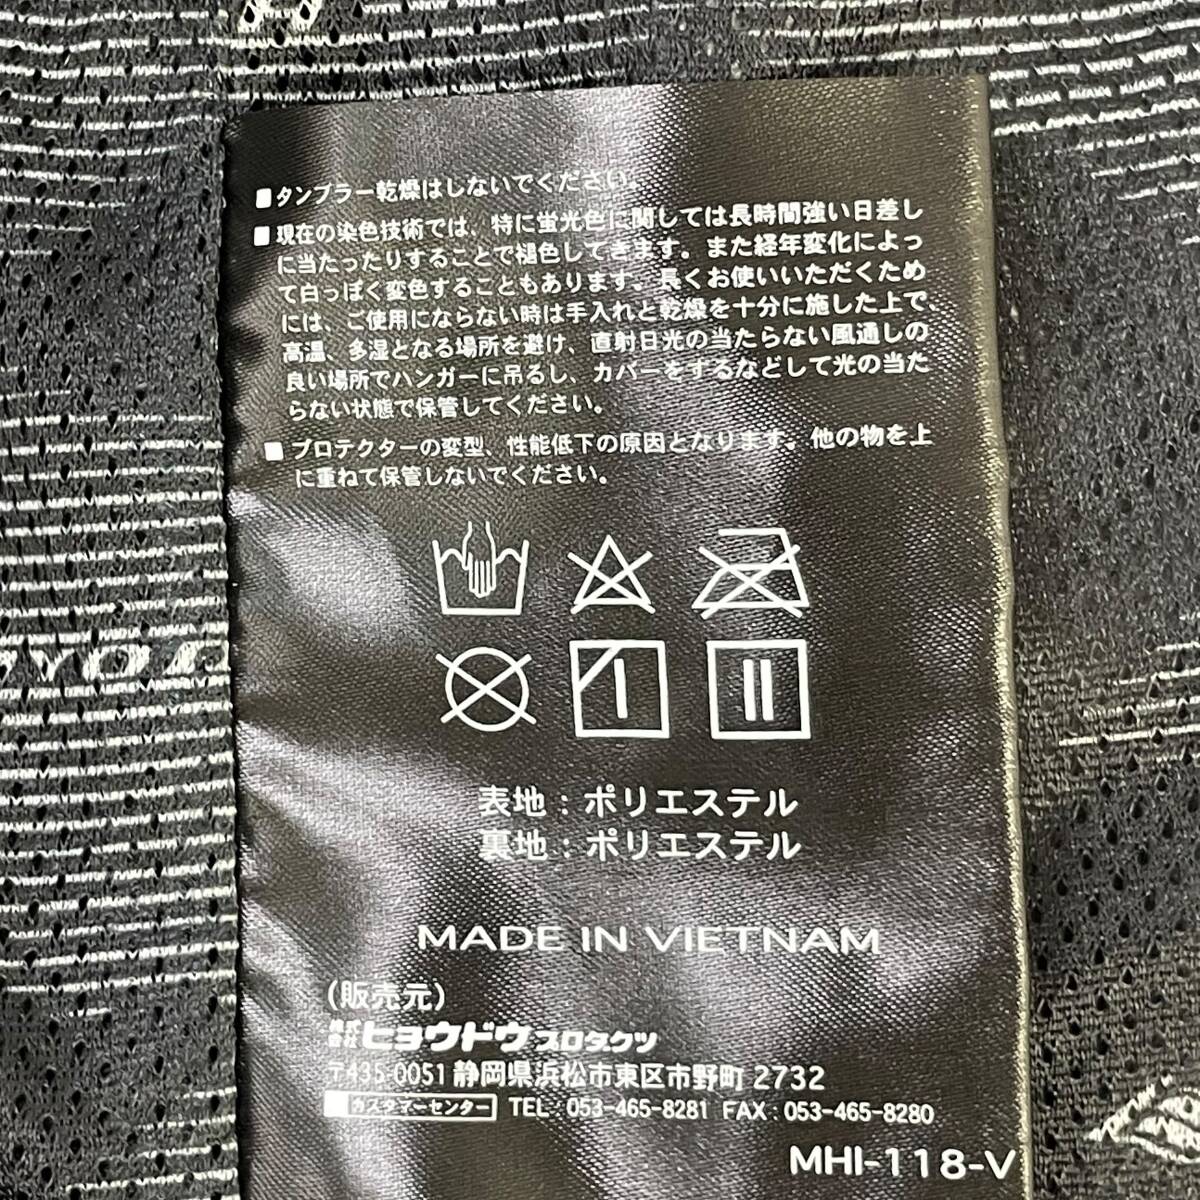 ■タンブラー乾燥はしないでください。
■現在の染色技術では、特に蛍光色に関しては長時間強い日差し
に当たったりすることで褪色してきます。また経年変化によっ
て白っぽく変色することもあります。長くお使いいただくため
には、ご使用にならない時は手入れと乾燥を十分に施した上で、
高温、多湿となる場所を避け、直射日光の当たらない風通しの
良い場所でハンガーに吊るし、カバーをするなどして光の当た
らない状態で保管してください。
■プロテクターの変型、性能低下の原因となります。他の物を上
に重ねて保管しないでください。
表地：ポリエステル
裏地：ポリエステル
MADE IN VIETNAM
(販売元)
株式会社ヒョウドウプロダクツ
〒435-0051 静岡県浜松市東区市野町 2732
カスタマーセンター TEL : 053-465-8281 FAX : 053-465-8280
MHI-118-V